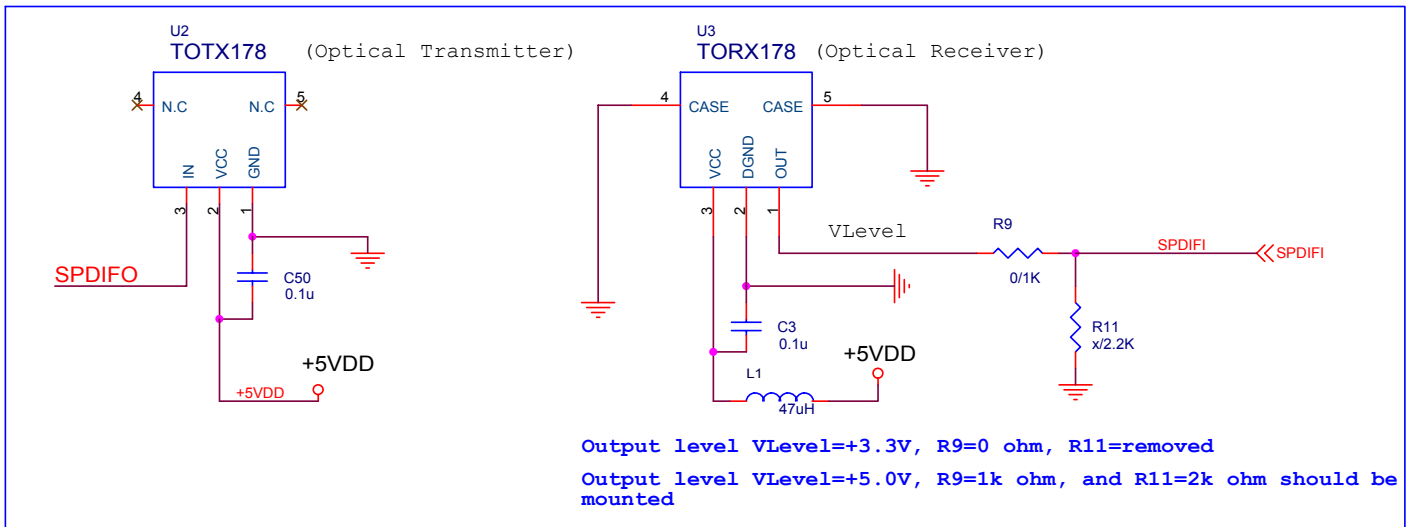 U2
TOTX178 (Optical Transmitter)
4
N.C
N.C
5
IN
VCC
GND
3
2
1
SPDIFO
C50
0.1u
+5VDD
+5VDD
U3
TORX178 (Optical Receiver)
4
CASE
CASE
5
VCC
DGND
OUT
3
2
1
VLevel
R9
0/1K
SPDIFI
SPDIFI
R11
x/2.2K
C3
0.1u
+5VDD
L1
47uH
Output level VLevel=+3.3V, R9=0 ohm, R11=removed
Output level VLevel=+5.0V, R9=1k ohm, and R11=2k ohm should be
mounted